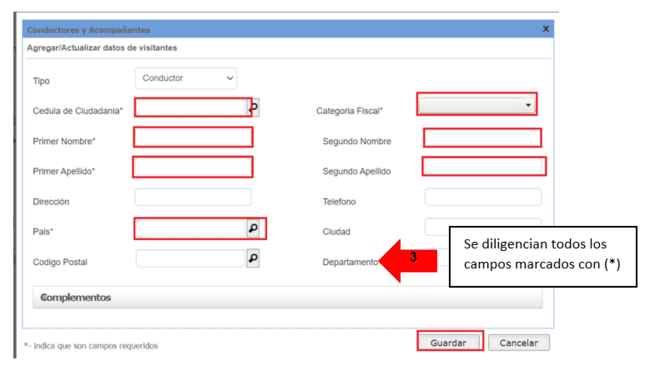 Conductores y Acompañantes x
Agregar/Actualizar datos de visitantes
Tipo Conductor
Cedula de Ciudadania* Categoria Fiscal*
Primer Nombre* Segundo Nombre
Primer Apellido* Segundo Apellido
Dirección Telefono
Pais* Ciudad
Codigo Postal Departamento 3
Se diligencian todos los
campos marcados con (*)
Complementos
*- Indica que son campos requeridos Guardar Cancelar